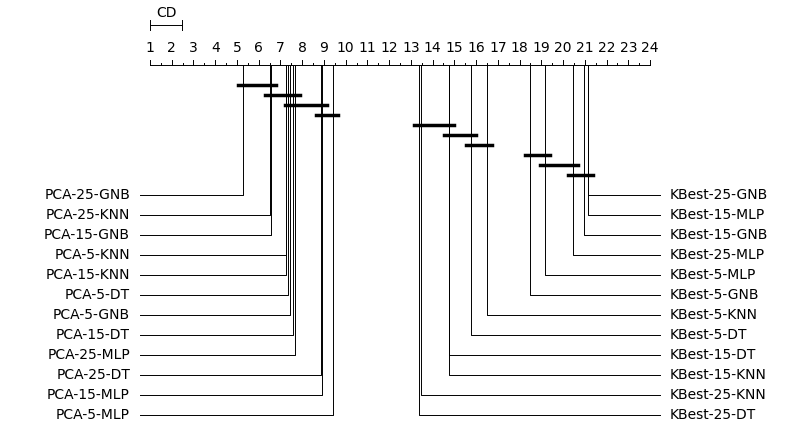 CD
1 2 3 4 5 6 7 8 9 10 11 12 13 14 15 16 17 18 19 20 21 22 23 24
PCA-25-GNB KBest-25-GNB
PCA-25-KNN KBest-15-MLP
PCA-15-GNB KBest-15-GNB
PCA-5-KNN KBest-25-MLP
PCA-15-KNN KBest-5-MLP
PCA-5-DT KBest-5-GNB
PCA-5-GNB KBest-5-KNN
PCA-15-DT KBest-5-DT
PCA-25-MLP KBest-15-DT
PCA-25-DT KBest-15-KNN
PCA-15-MLP KBest-25-KNN
PCA-5-MLP KBest-25-DT